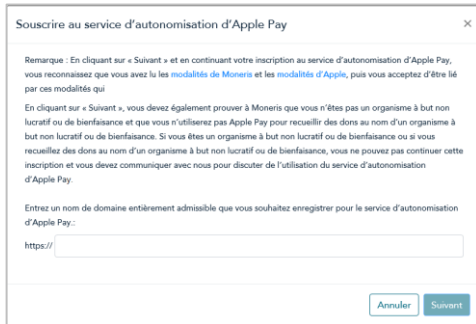 Souscrire au service d'autonomisation d'Apple Pay ×
Remarque : En cliquant sur « Suivant » et en continuant votre inscription au service d'autonomisation d'Apple Pay,
vous reconnaissez que vous avez lu les modalités de Moneris et les modalités d'Apple, puis vous acceptez d'être lié
par ces modalités qui
En cliquant sur « Suivant », vous devez également prouver à Moneris que vous n'êtes pas un organisme à but non
lucratif ou de bienfaisance et que vous n'utiliserez pas Apple Pay pour recueillir des dons au nom d'un organisme à
but non lucratif ou de bienfaisance. Si vous êtes un organisme à but non lucratif ou de bienfaisance ou si vous
recueillez des dons au nom d'un organisme à but non lucratif ou de bienfaisance, vous ne pouvez pas continuer cette
inscription et vous devez communiquer avec nous pour discuter de l'utilisation du service d'autonomisation
d'Apple Pay.
Entrez un nom de domaine entièrement admissible que vous souhaitez enregistrer pour le service d'autonomisation
d'Apple Pay.:
https://
Annuler Suivant